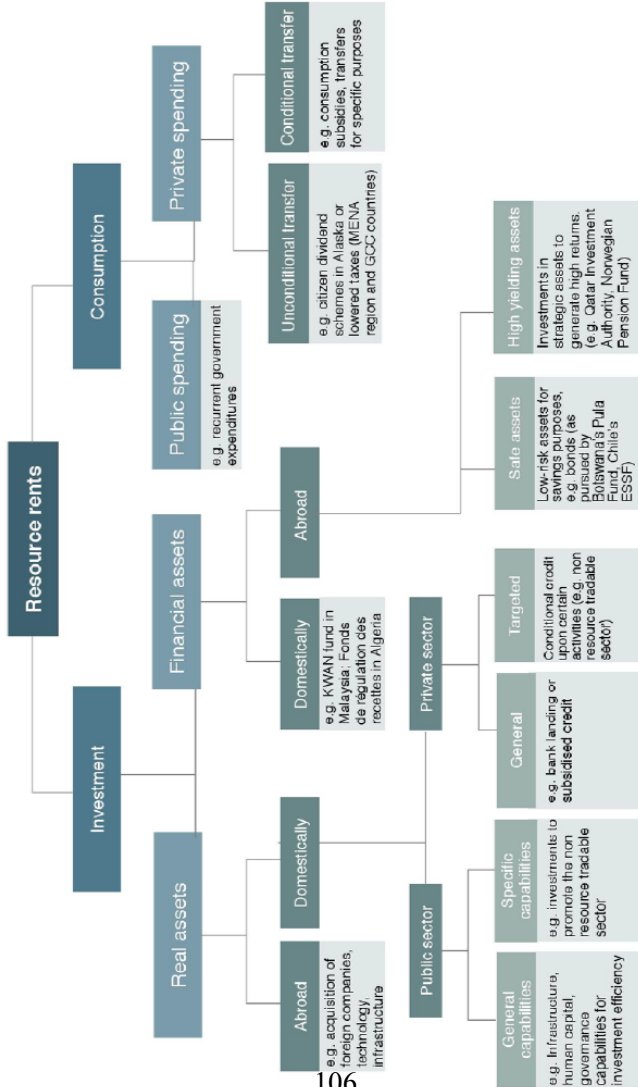 Resource rents
Investment
Consumption
Real assets
Financial assets
Public spending
e.g. recurrent government
expenditures
Private spending
Abroad
e.g. acquisition of
foreign companies,
technology,
infrastructure
Domestically
Domestically
e.g. KWAN fund in
Malaysia; Fonds
de régulation des
recettes in Algeria
Abroad
Unconditional transfer
e.g. citizen dividend
schemes in Alaska or
lowered taxes (MENA
region and GCC countries)
Conditional transfer
e.g. consumption
subsidies, transfers
for specific purposes
Public sector
Private sector
General
capabilities
e.g. Infrastructure,
human capital,
governance
capabilities for
investment efficiency
Specific
capabilities
e.g. investments to
promote the non
resource tradable
sector
General
e.g. bank landing or
subsidised credit
Targeted
Conditional credit
upon certain
activities (e.g. non
resource tradable
sector)
Safe assets
Low-risk assets for
savings purposes,
e.g. bonds (as
pursued by
Botswana's Pula
Fund, Chile's
ESSF)
High yielding assets
Investments in
strategic assets to
generate high returns.
(e.g. Qatar Investment
Authority, Norwegian
Pension Fund)
106